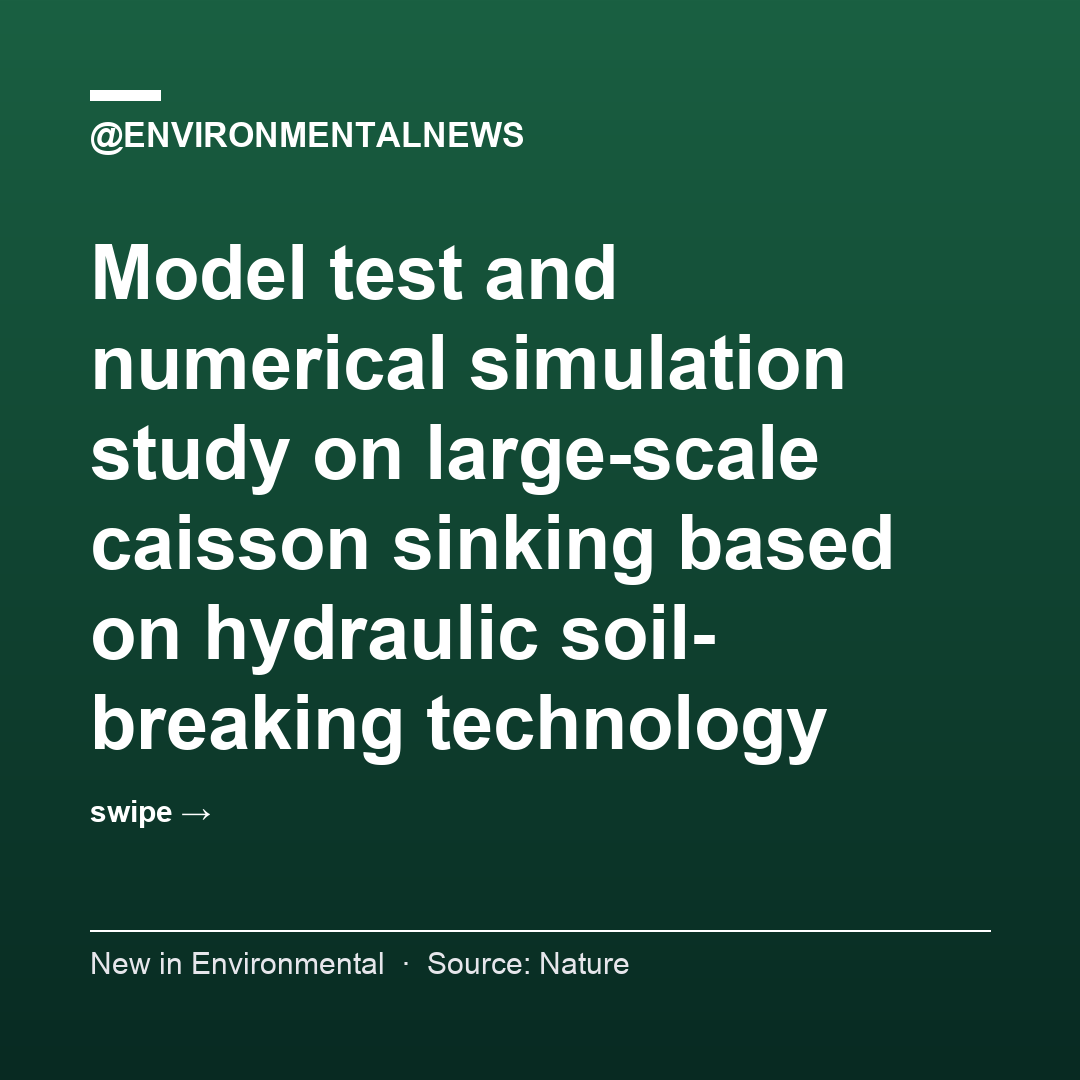 @ENVIRONMENTALNEWS
Model test and
numerical simulation
study on large-scale
caisson sinking based
on hydraulic soil-
breaking technology
swipe →
New in Environmental · Source: Nature